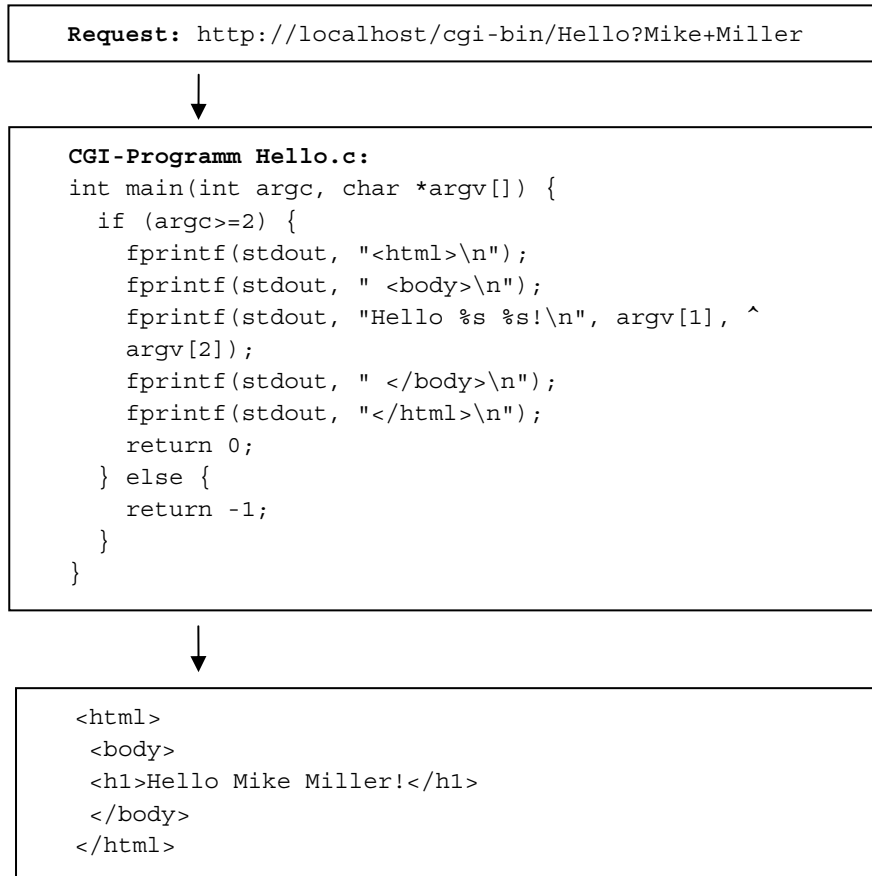 Request: http://localhost/cgi-bin/Hello?Mike+Miller
CGI-Programm Hello.c:
int main(int argc, char *argv[]) {
  if (argc>=2) {
    fprintf(stdout, "<html>\n");
    fprintf(stdout, " <body>\n");
    fprintf(stdout, "Hello %s %s!\n", argv[1], ^
    argv[2]);
    fprintf(stdout, " </body>\n");
    fprintf(stdout, "</html>\n");
    return 0;
  } else {
    return -1;
  }
}
<html>
 <body>
 <h1>Hello Mike Miller!</h1>
 </body>
</html>